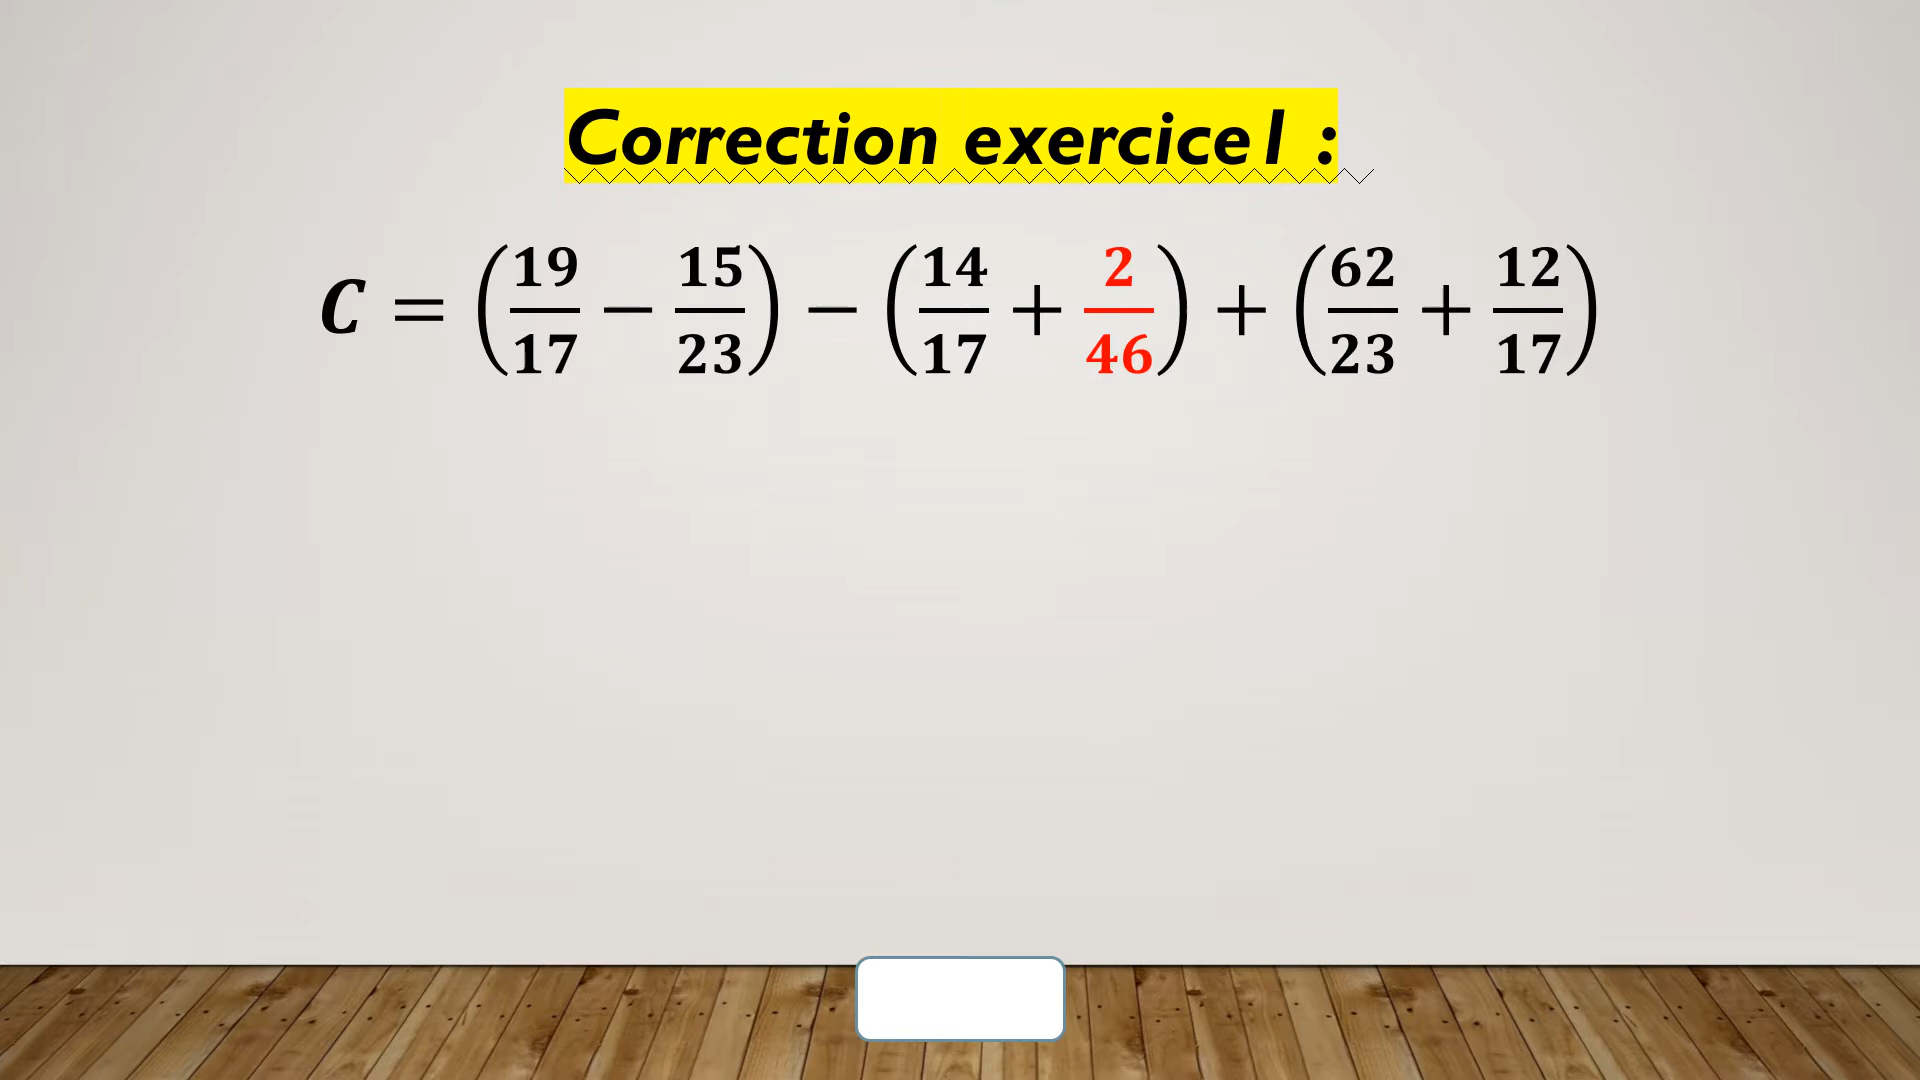 Correction exercice1 :
C = (19/17 − 15/23) − (14/17 + 2/46) + (62/23 + 12/17)